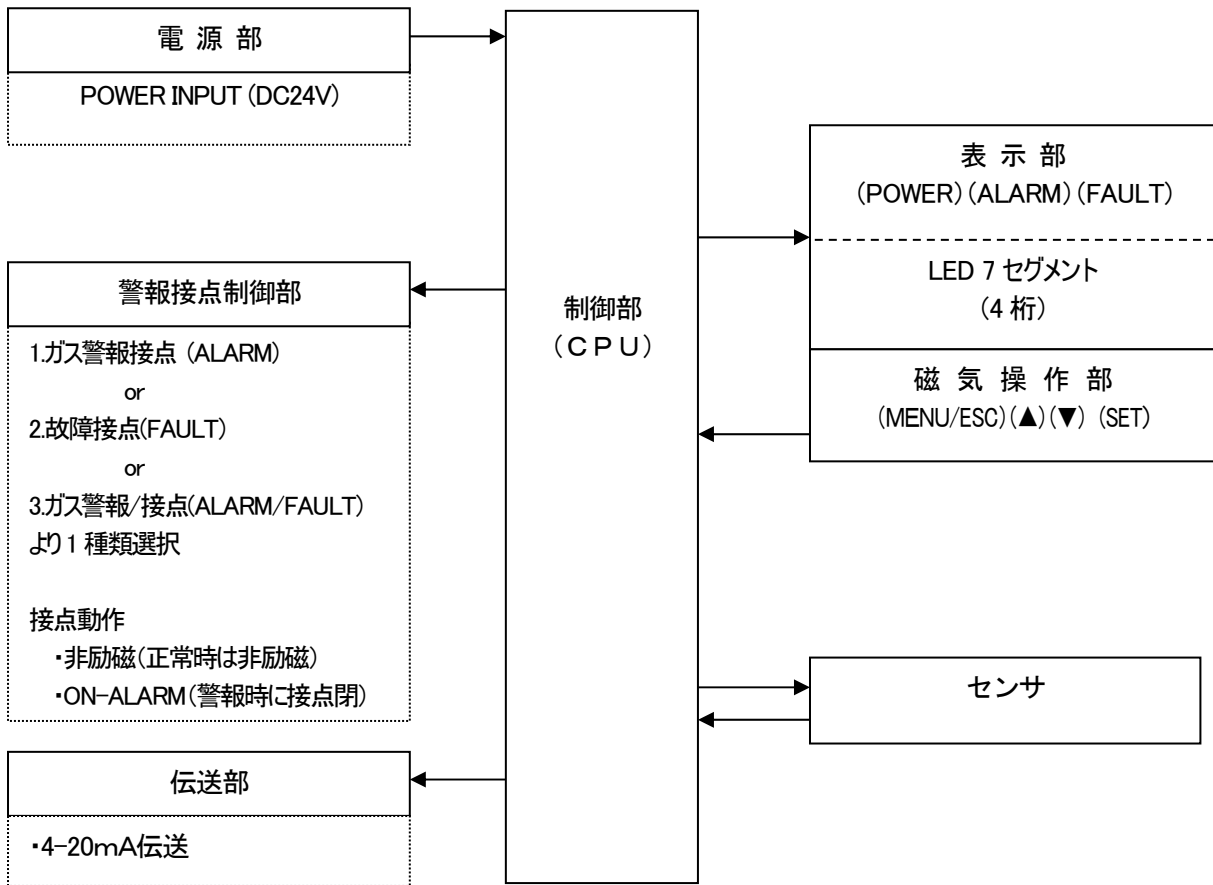 電 源 部
POWER INPUT (DC24V)
警報接点制御部
1.ガス警報接点 (ALARM)
or
2.故障接点(FAULT)
or
3.ガス警報/接点(ALARM/FAULT)
より1 種類選択
接点動作
・非励磁(正常時は非励磁)
・ON-ALARM(警報時に接点閉)
伝送部
・4-20mA伝送
制御部
(CPU)
表 示 部
(POWER)(ALARM)(FAULT)
LED 7 セグメント
(4 桁)
磁 気 操 作 部
(MENU/ESC)(▲)(▼) (SET)
センサ